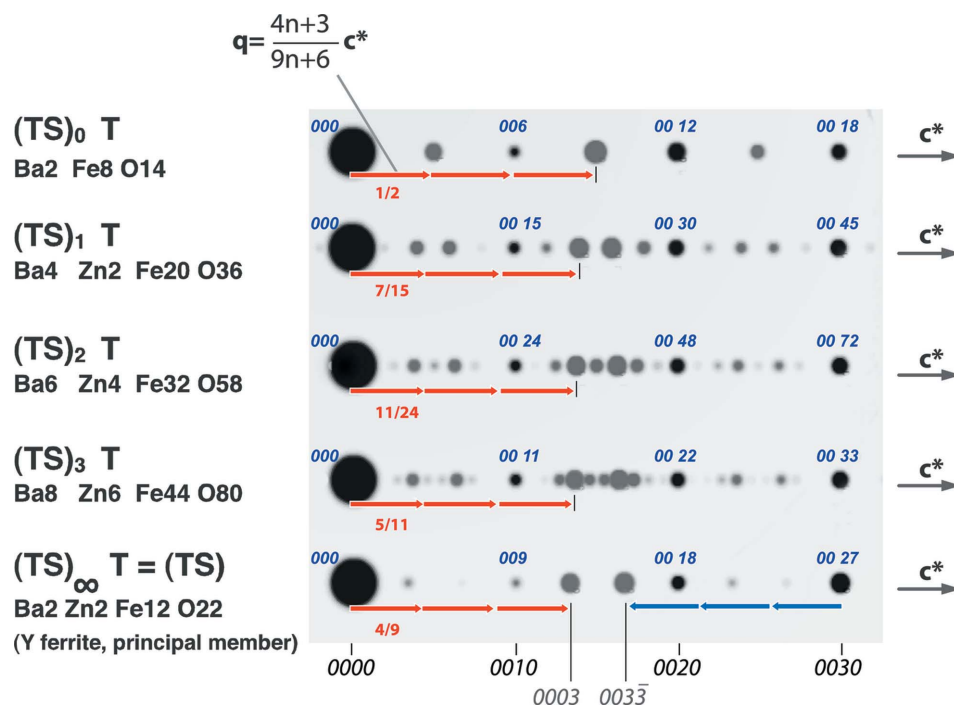 q= 4n+3
9n+6 c*
(TS)0 T
Ba2 Fe8 O14
000 006 00 12 00 18 c*
1/2
(TS)1 T
Ba4 Zn2 Fe20 O36
000 00 15 00 30 00 45 c*
7/15
(TS)2 T
Ba6 Zn4 Fe32 O58
000 00 24 00 48 00 72 c*
11/24
(TS)3 T
Ba8 Zn6 Fe44 O80
000 00 11 00 22 00 33 c*
5/11
(TS)∞ T = (TS)
Ba2 Zn2 Fe12 O22
(Y ferrite, principal member)
000 009 00 18 00 27 c*
4/9
0000 0010 0020 0030
0003 0033̅